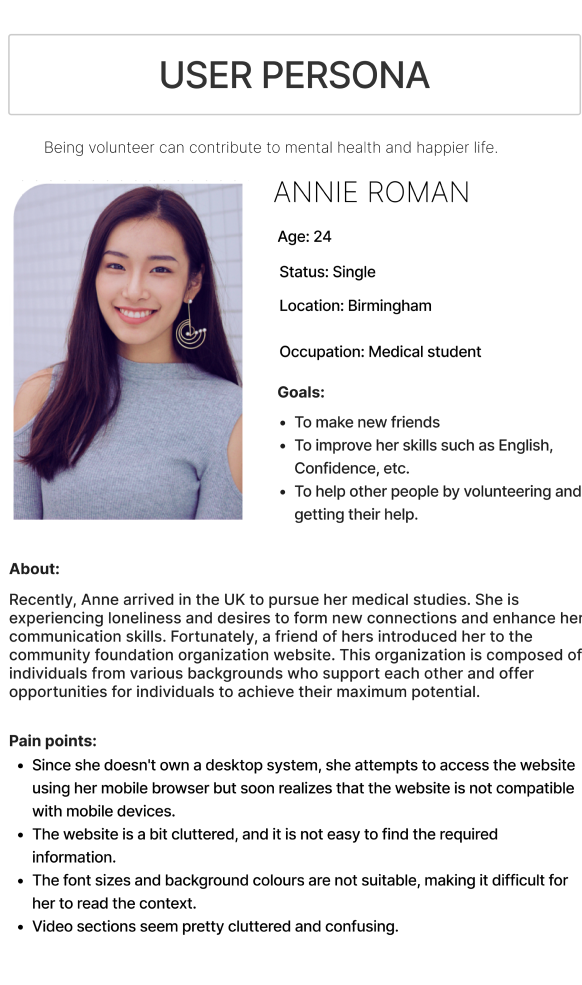 USER PERSONA
Being volunteer can contribute to mental health and happier life.
ANNIE ROMAN
Age: 24
Status: Single
Location: Birmingham
Occupation: Medical student
Goals:
• To make new friends
• To improve her skills such as English,
Confidence, etc.
• To help other people by volunteering and
getting their help.
About:
Recently, Anne arrived in the UK to pursue her medical studies. She is
experiencing loneliness and desires to form new connections and enhance her
communication skills. Fortunately, a friend of hers introduced her to the
community foundation organization website. This organization is composed of
individuals from various backgrounds who support each other and offer
opportunities for individuals to achieve their maximum potential.
Pain points:
• Since she doesn't own a desktop system, she attempts to access the website
using her mobile browser but soon realizes that the website is not compatible
with mobile devices.
• The website is a bit cluttered, and it is not easy to find the required
information.
• The font sizes and background colours are not suitable, making it difficult for
her to read the context.
• Video sections seem pretty cluttered and confusing.